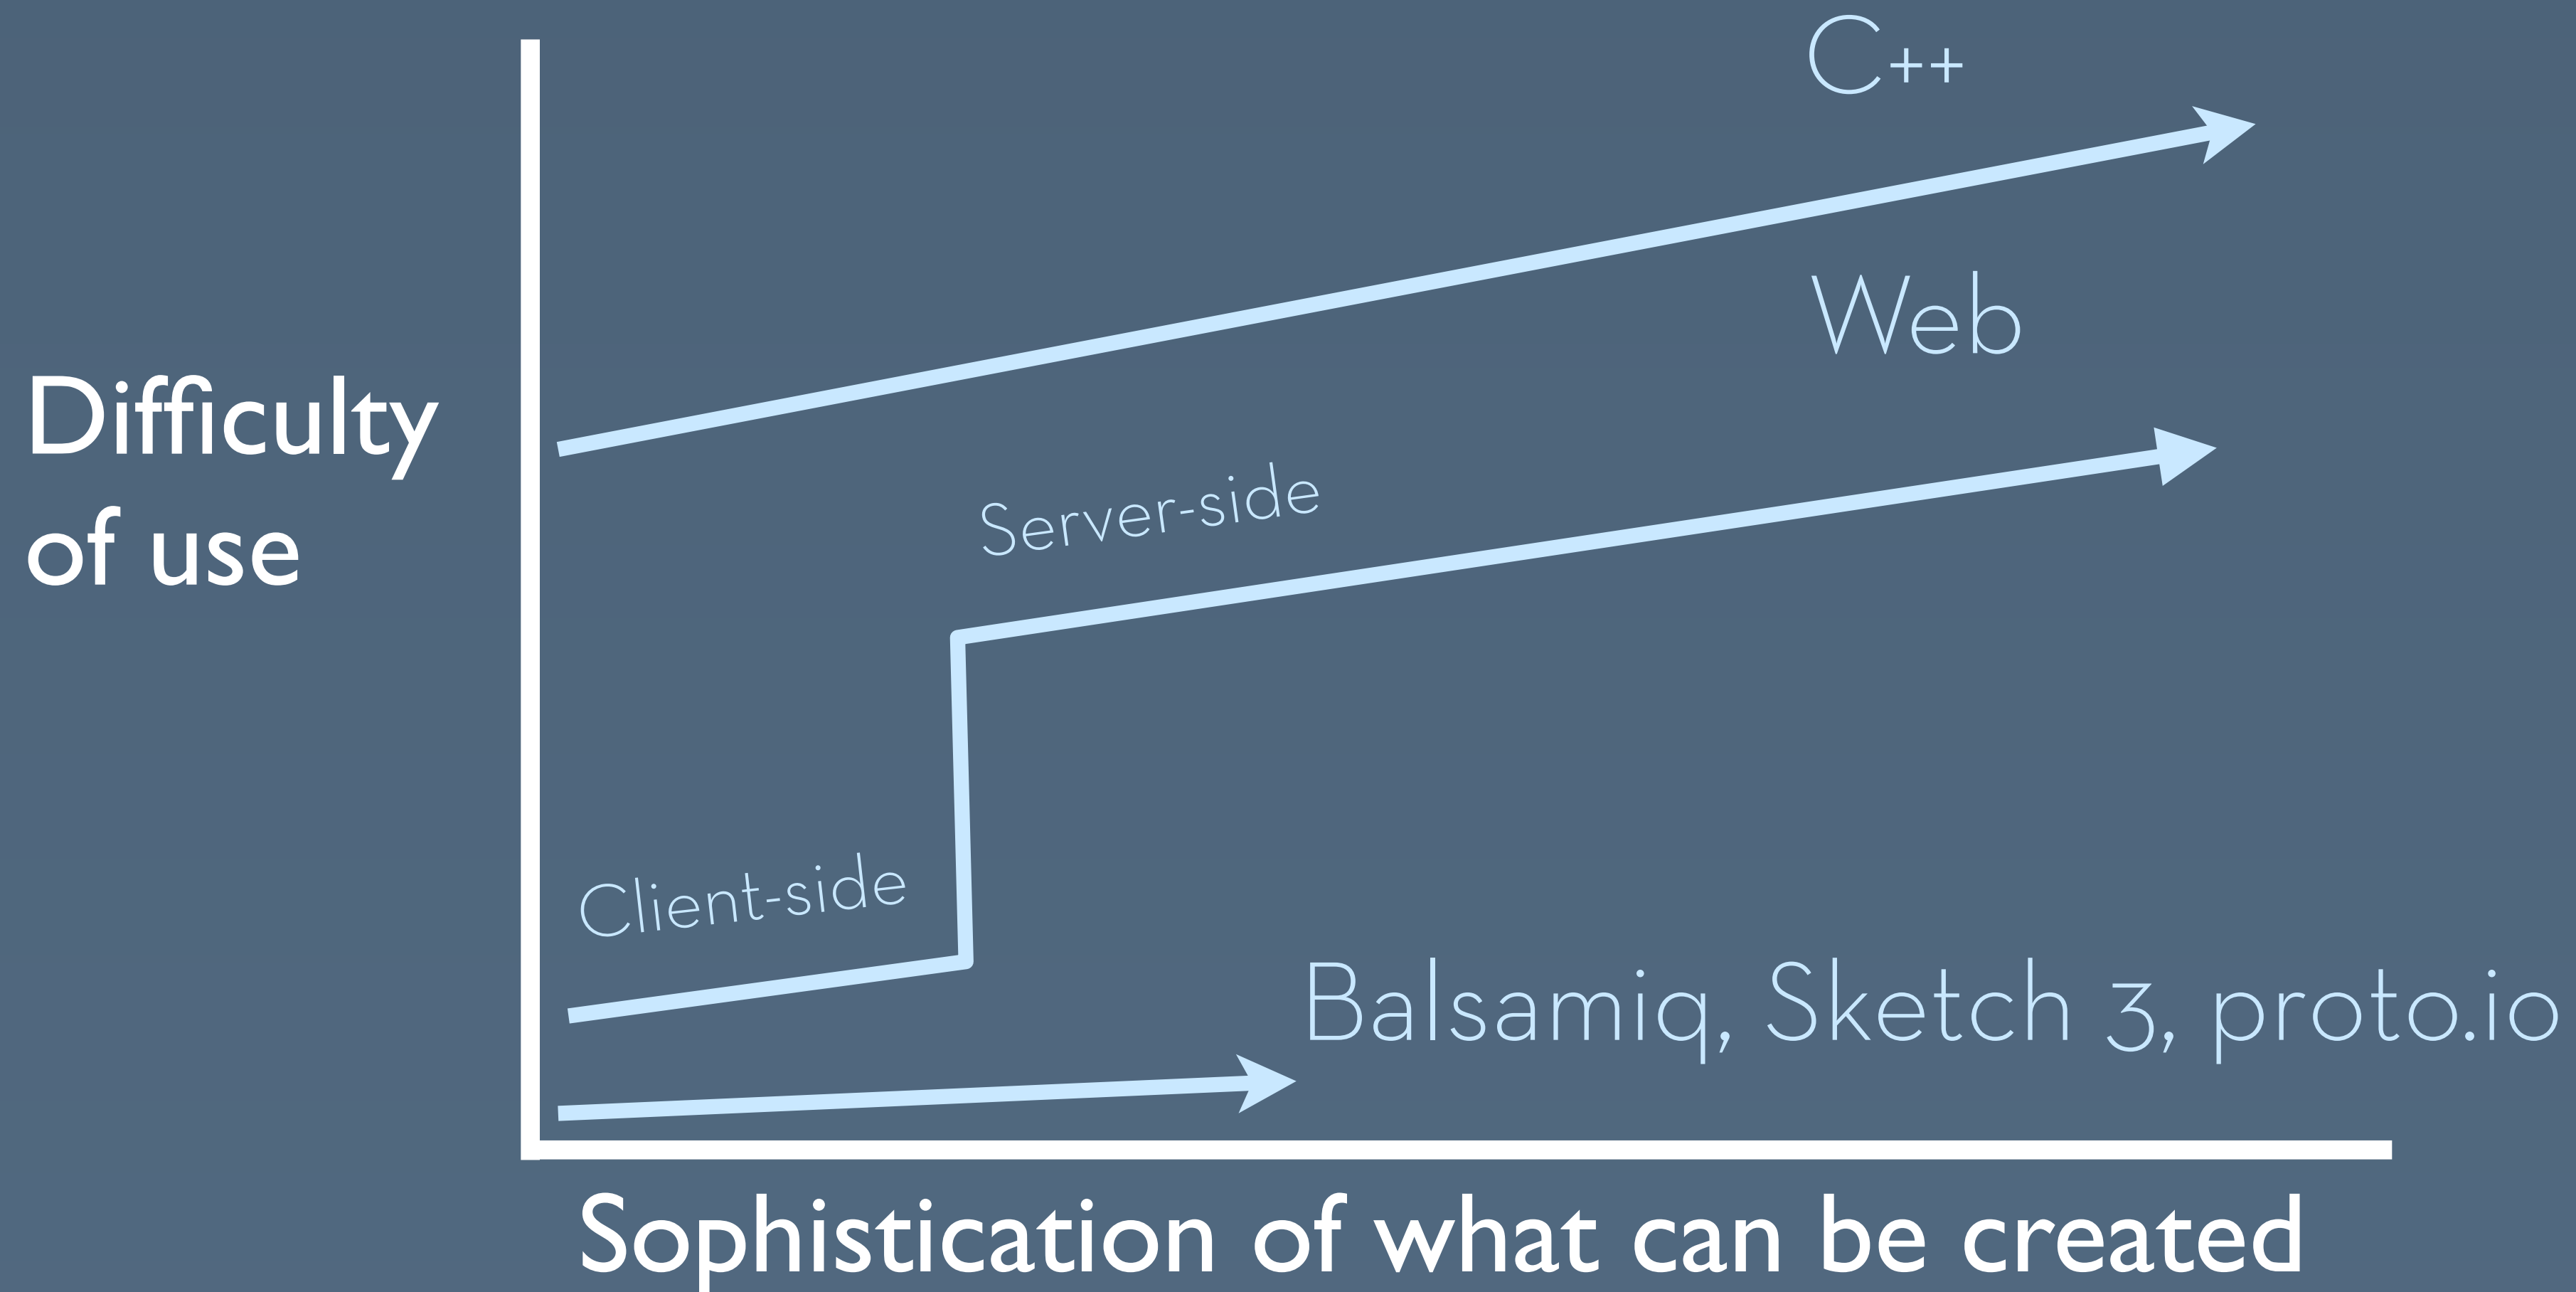 C++
Web
Difficulty
of use
Server-side
Client-side
Balsamiq, Sketch 3, proto.io
Sophistication of what can be created